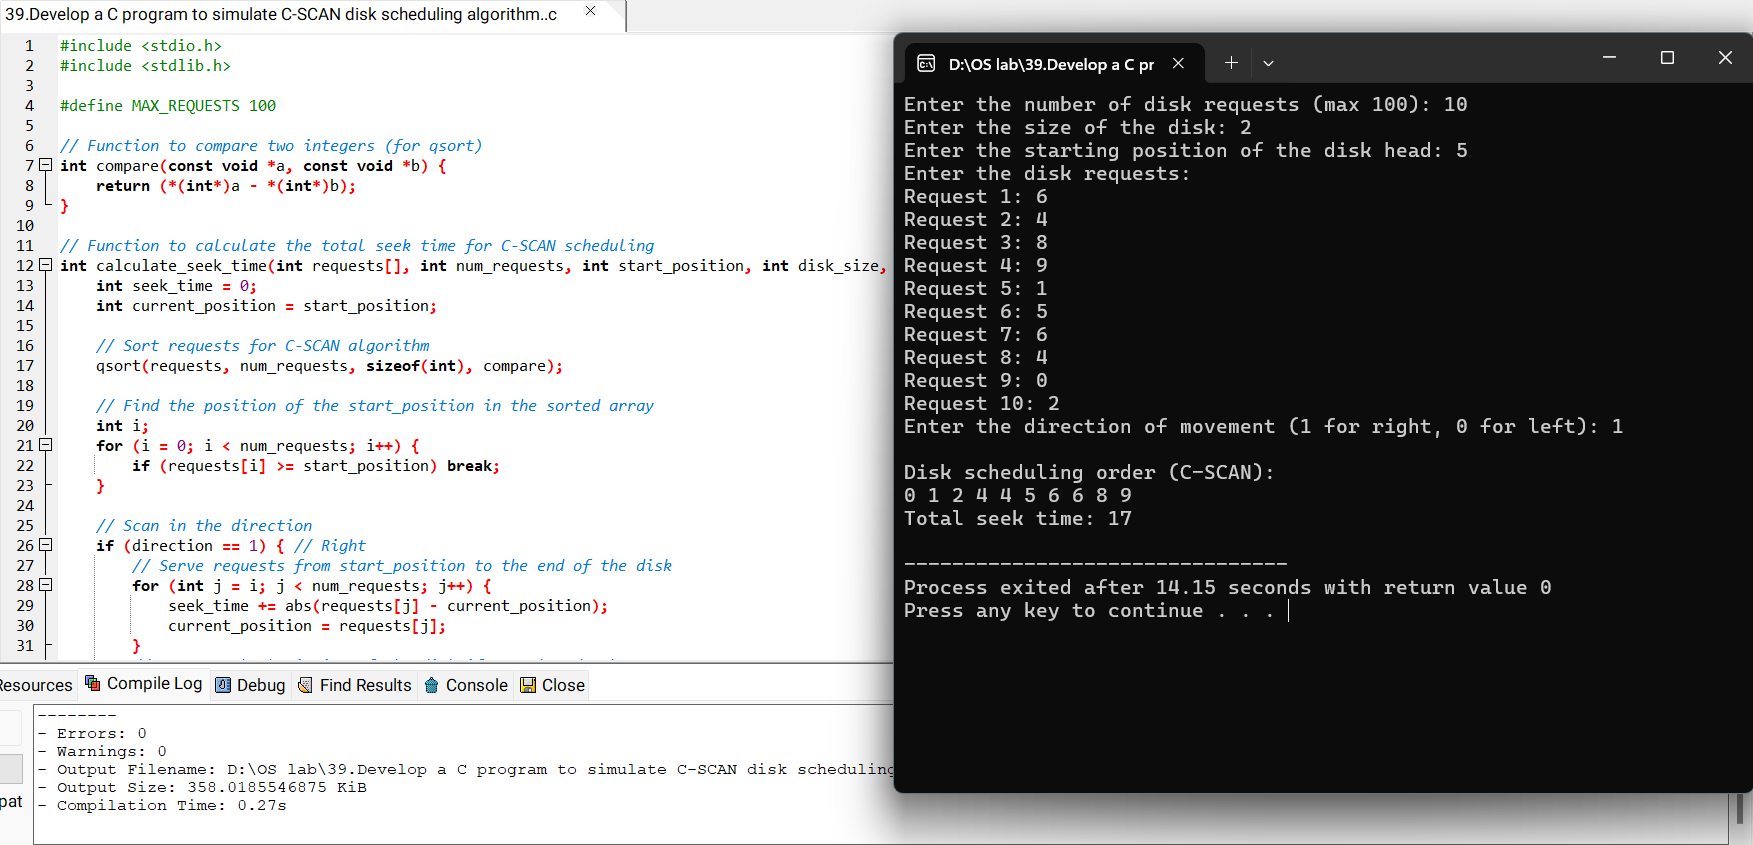 39.Develop a C program to simulate C-SCAN disk scheduling algorithm..c
1 #include <stdio.h>
2 #include <stdlib.h>
3
4 #define MAX_REQUESTS 100
5
6 // Function to compare two integers (for qsort)
7 int compare(const void *a, const void *b) {
8 return (*(int*)a - *(int*)b);
9 }
10
11 // Function to calculate the total seek time for C-SCAN scheduling
12 int calculate_seek_time(int requests[], int num_requests, int start_position, int disk_size,
13 int seek_time = 0;
14 int current_position = start_position;
15
16 // Sort requests for C-SCAN algorithm
17 qsort(requests, num_requests, sizeof(int), compare);
18
19 // Find the position of the start_position in the sorted array
20 int i;
21 for (i = 0; i < num_requests; i++) {
22 if (requests[i] >= start_position) break;
23 }
24
25 // Scan in the direction
26 if (direction == 1) { // Right
27 // Serve requests from start_position to the end of the disk
28 for (int j = i; j < num_requests; j++) {
29 seek_time += abs(requests[j] - current_position);
30 current_position = requests[j];
31 }
Resources Compile Log Debug Find Results Console Close
--------
- Errors: 0
- Warnings: 0
- Output Filename: D:\OS lab\39.Develop a C program to simulate C-SCAN disk scheduling
- Output Size: 358.0185546875 KiB
- Compilation Time: 0.27s
pat
D:\OS lab\39.Develop a C pr
Enter the number of disk requests (max 100): 10
Enter the size of the disk: 2
Enter the starting position of the disk head: 5
Enter the disk requests:
Request 1: 6
Request 2: 4
Request 3: 8
Request 4: 9
Request 5: 1
Request 6: 5
Request 7: 6
Request 8: 4
Request 9: 0
Request 10: 2
Enter the direction of movement (1 for right, 0 for left): 1
Disk scheduling order (C-SCAN):
0 1 2 4 4 5 6 6 8 9
Total seek time: 17
--------------------------------
Process exited after 14.15 seconds with return value 0
Press any key to continue . . .